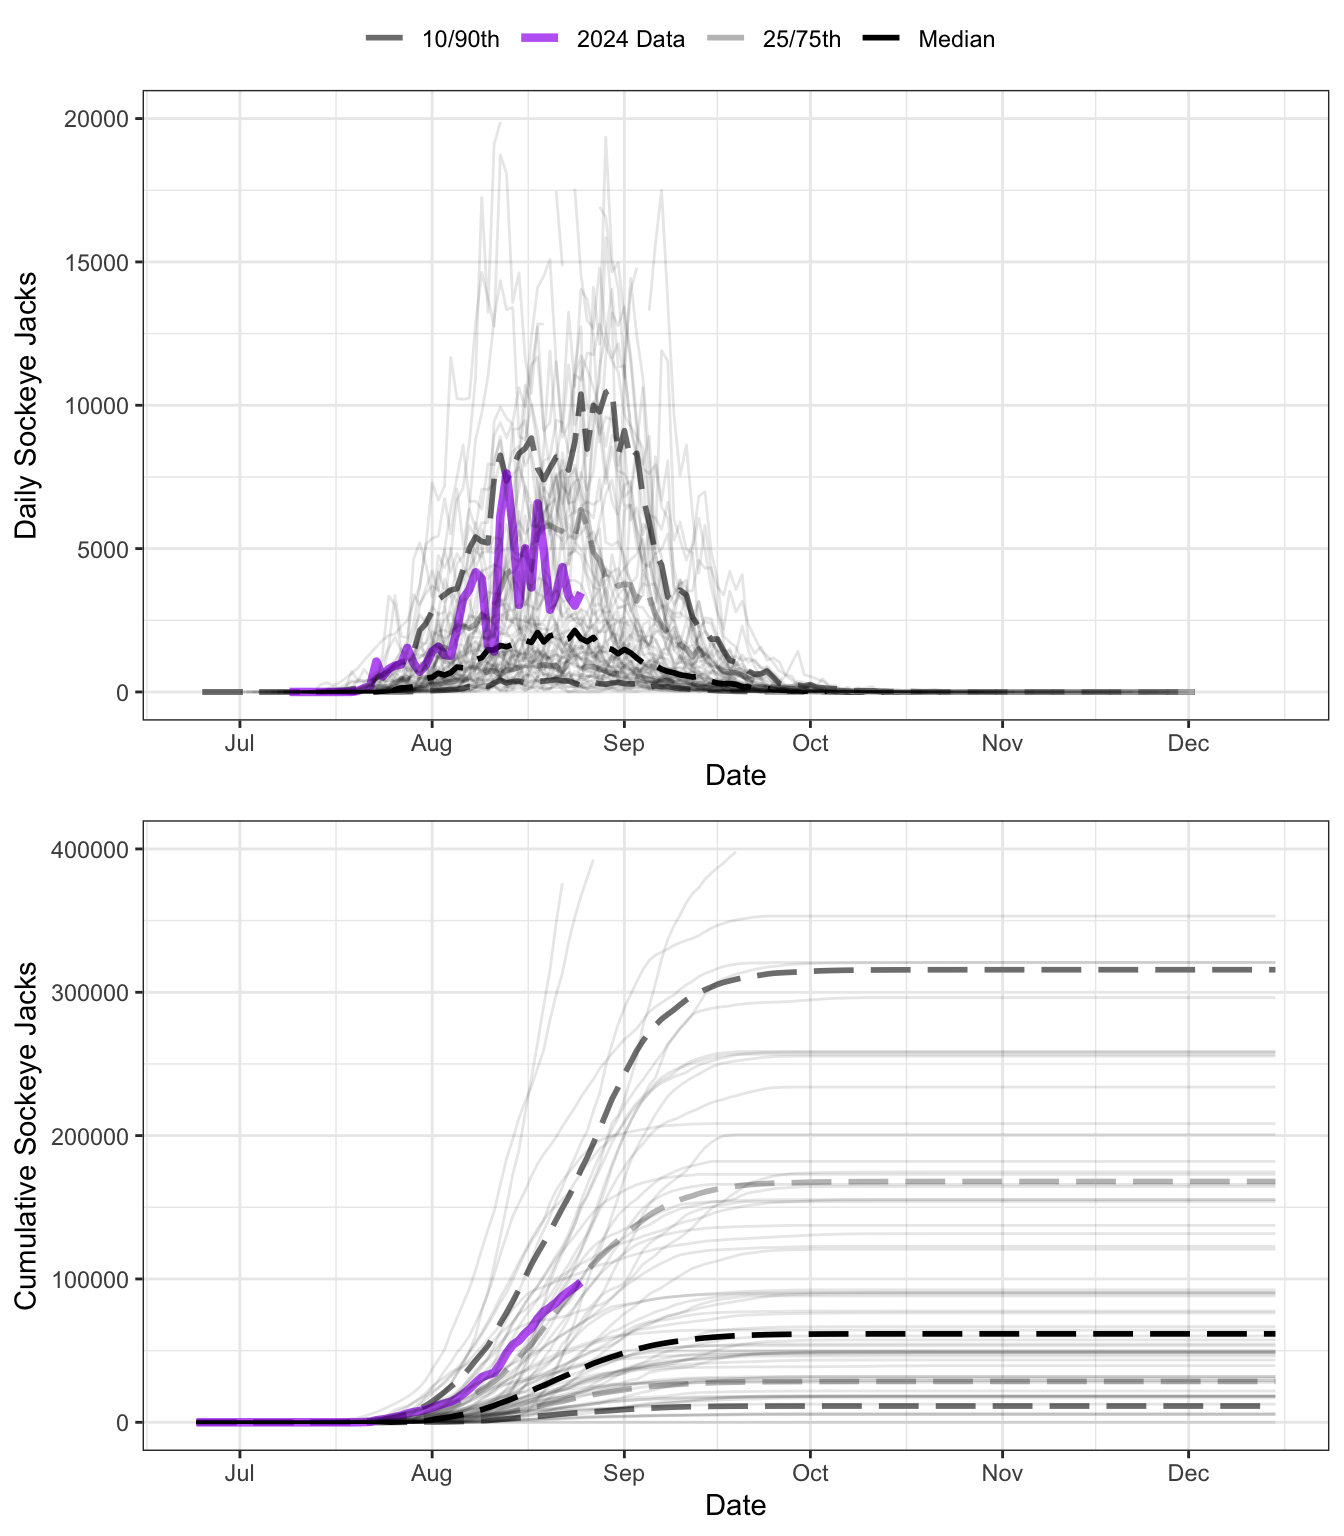 10/90th 2024 Data 25/75th Median
Daily Sockeye Jacks
20000
15000
10000
5000
0
Jul Aug Sep Oct Nov Dec
Date
Cumulative Sockeye Jacks
400000
300000
200000
100000
0
Jul Aug Sep Oct Nov Dec
Date